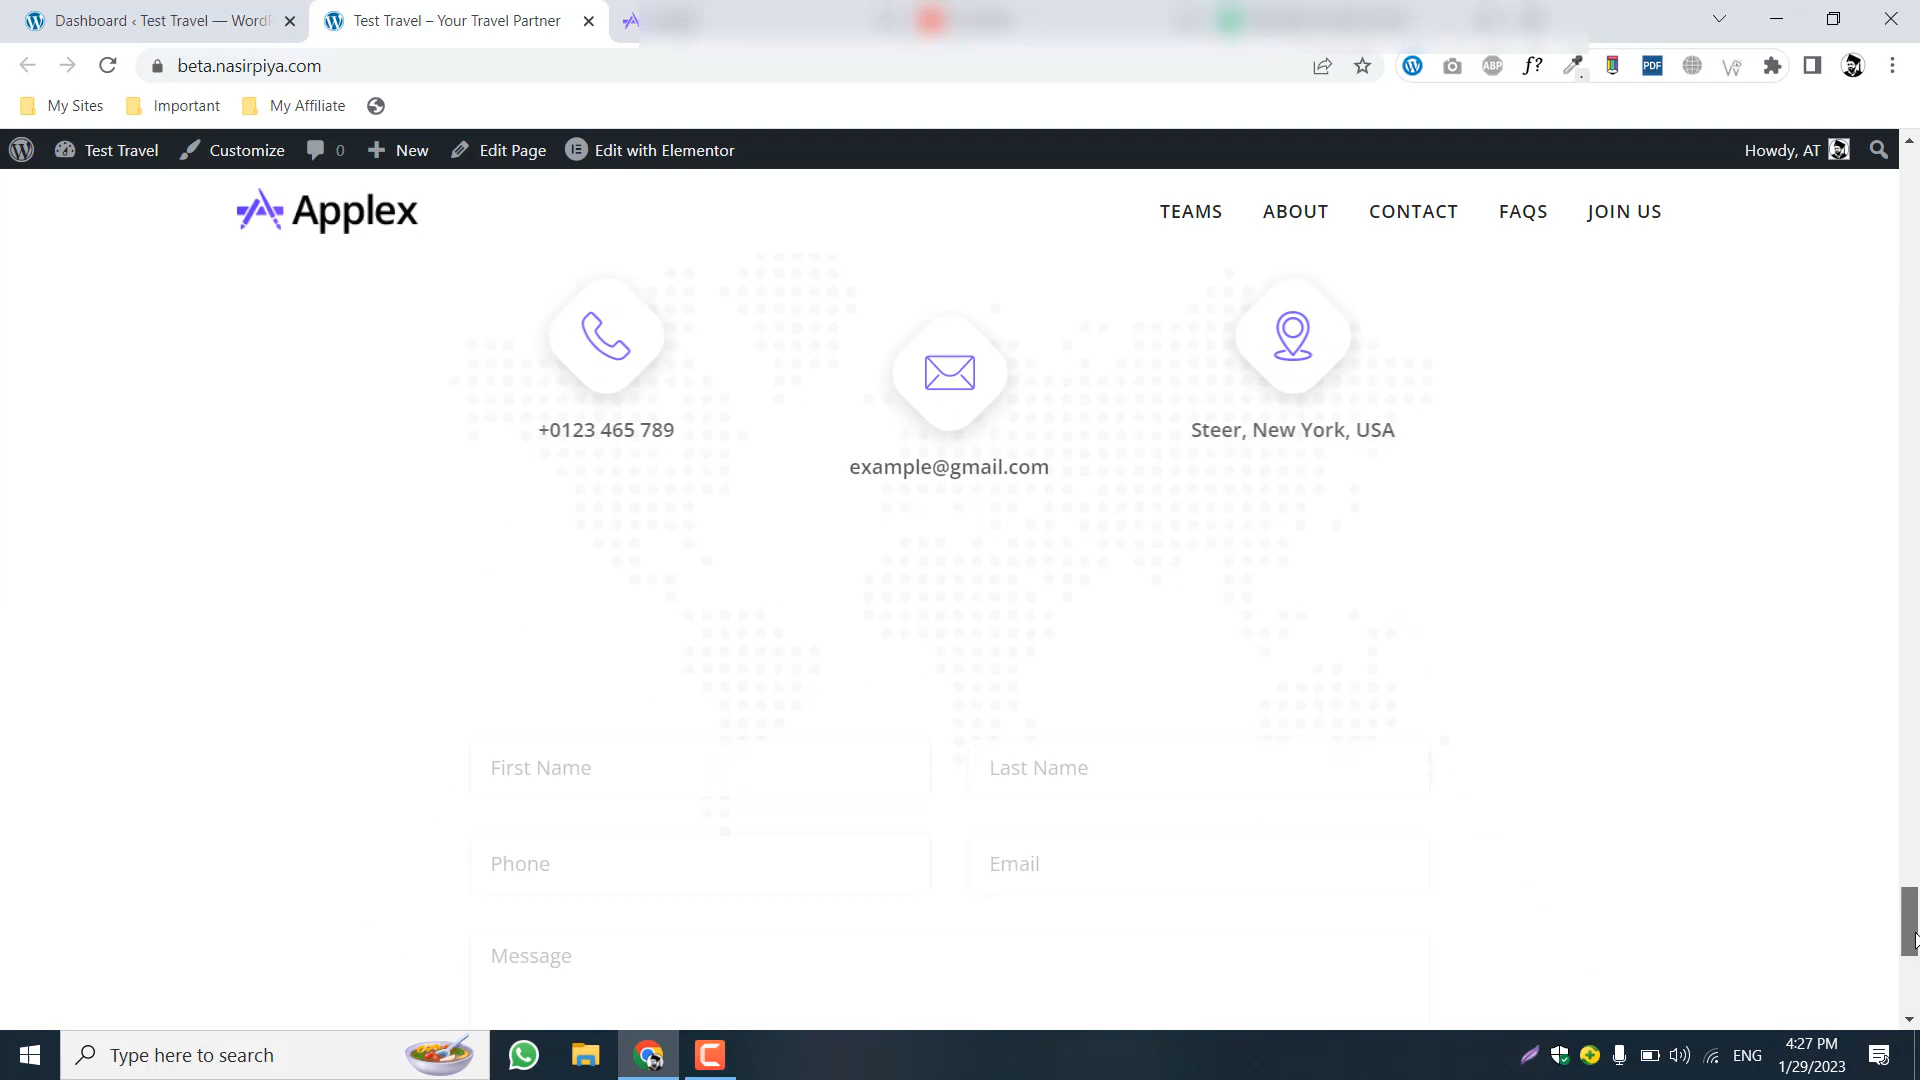 Dashboard ‹ Test Travel — WordP
Test Travel – Your Travel Partner
beta.nasirpiya.com
ABP
f?
PDF
My Sites
Important
My Affiliate
Test Travel
Customize
0
New
Edit Page
Edit with Elementor
Howdy, AT
Applex
TEAMS
ABOUT
CONTACT
FAQS
JOIN US
+0123 465 789
example@gmail.com
Steer, New York, USA
First Name
Last Name
Phone
Email
Message
Type here to search
ENG
4:27 PM
1/29/2023